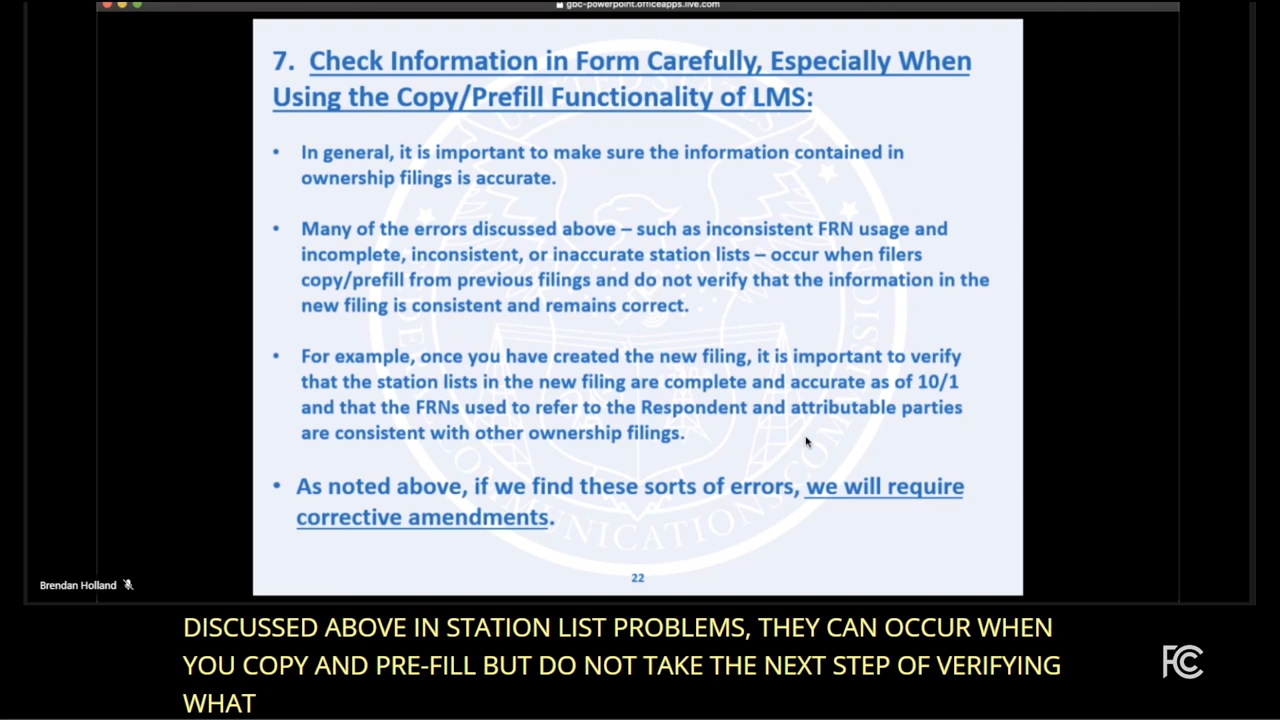 gbc-powerpoint.officeapps.live.com
7. Check Information in Form Carefully, Especially When
Using the Copy/Prefill Functionality of LMS:
• In general, it is important to make sure the information contained in
ownership filings is accurate.
• Many of the errors discussed above – such as inconsistent FRN usage and
incomplete, inconsistent, or inaccurate station lists – occur when filers
copy/prefill from previous filings and do not verify that the information in the
new filing is consistent and remains correct.
• For example, once you have created the new filing, it is important to verify
that the station lists in the new filing are complete and accurate as of 10/1
and that the FRNs used to refer to the Respondent and attributable parties
are consistent with other ownership filings.
• As noted above, if we find these sorts of errors, we will require
corrective amendments.
22
Brendan Holland
DISCUSSED ABOVE IN STATION LIST PROBLEMS, THEY CAN OCCUR WHEN
YOU COPY AND PRE-FILL BUT DO NOT TAKE THE NEXT STEP OF VERIFYING
WHAT
FCC